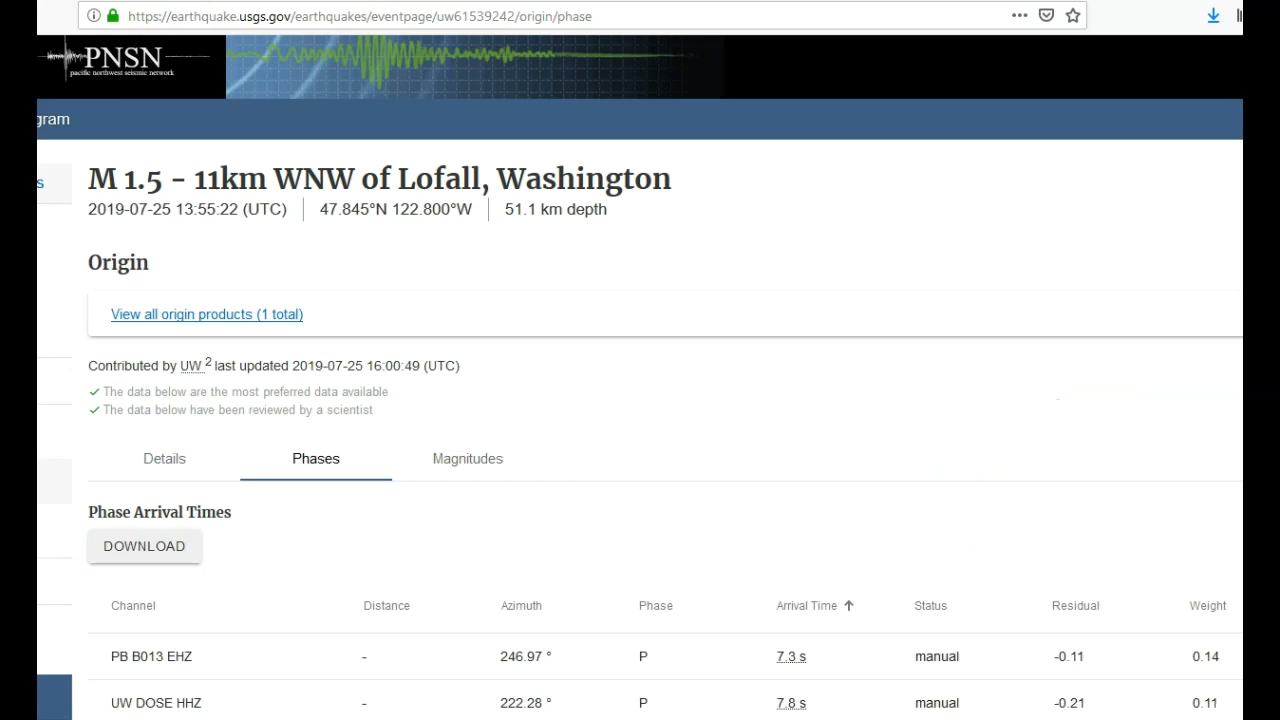 https://earthquake.usgs.gov/earthquakes/eventpage/uw61539242/origin/phase
PNSN
pacific northwest seismic network
gram
s
M 1.5 - 11km WNW of Lofall, Washington
2019-07-25 13:55:22 (UTC) 47.845°N 122.800°W 51.1 km depth
Origin
View all origin products (1 total)
Contributed by UW 2 last updated 2019-07-25 16:00:49 (UTC)
The data below are the most preferred data available
The data below have been reviewed by a scientist
Details Phases Magnitudes
Phase Arrival Times
DOWNLOAD
Channel Distance Azimuth Phase Arrival Time Status Residual Weight
PB B013 EHZ - 246.97 ° P 7.3 s manual -0.11 0.14
UW DOSE HHZ - 222.28 ° P 7.8 s manual -0.21 0.11